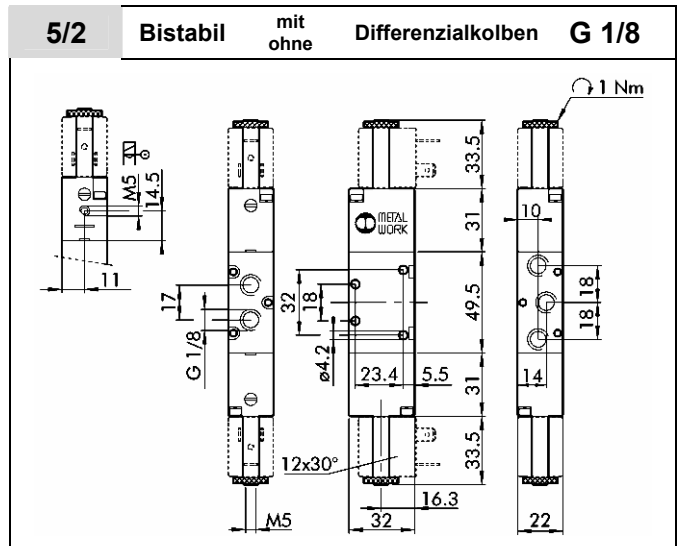 5/2 Bistabil mit ohne Differenzialkolben G 1/8
1 Nm
M5
14.5
11
17
G 1/8
M5
METAL WORK
32
18
ø4.2
23.4
5.5
12x30°
16.3
32
33.5
31
49.5
31
33.5
10
18
18
14
22